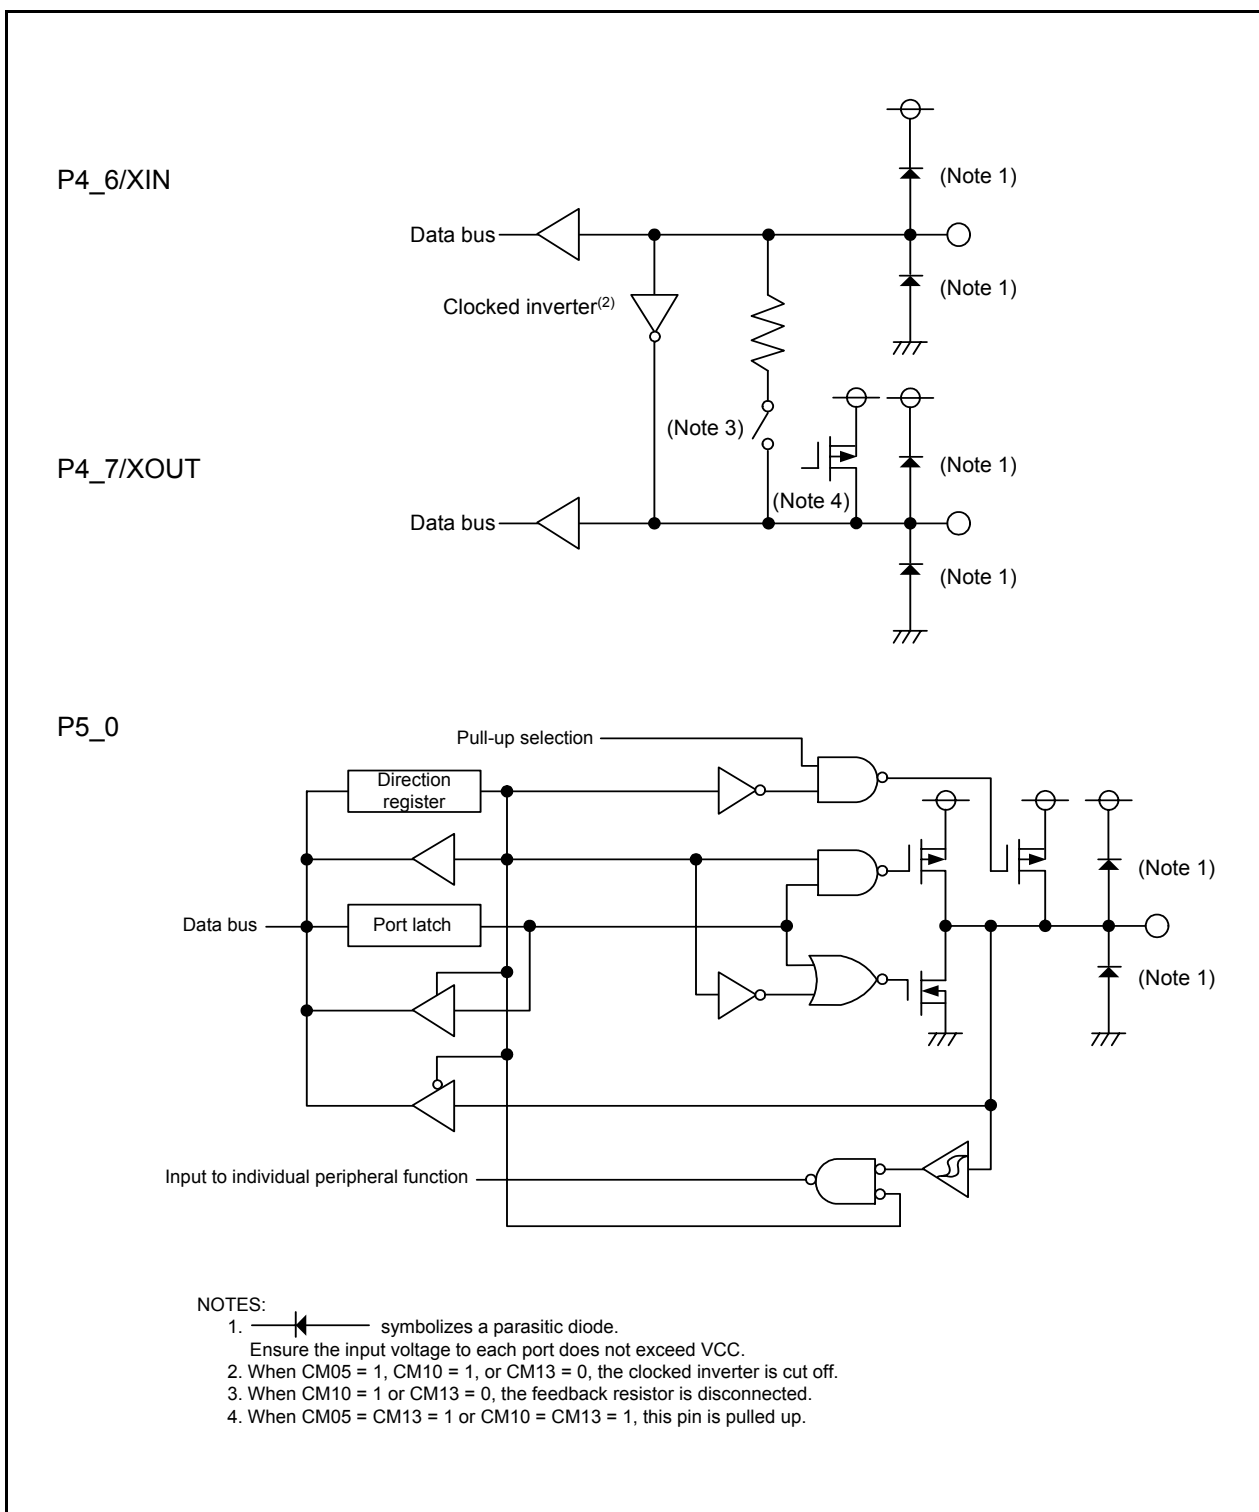 P4_6/XIN
(Note 1)
Data bus
(Note 1)
Clocked inverter(2)
(Note 3)
P4_7/XOUT
(Note 1)
(Note 4)
Data bus
(Note 1)
P5_0
Pull-up selection
Direction
register
(Note 1)
Data bus
Port latch
(Note 1)
Input to individual peripheral function
NOTES:
1. symbolizes a parasitic diode.
Ensure the input voltage to each port does not exceed VCC.
2. When CM05 = 1, CM10 = 1, or CM13 = 0, the clocked inverter is cut off.
3. When CM10 = 1 or CM13 = 0, the feedback resistor is disconnected.
4. When CM05 = CM13 = 1 or CM10 = CM13 = 1, this pin is pulled up.